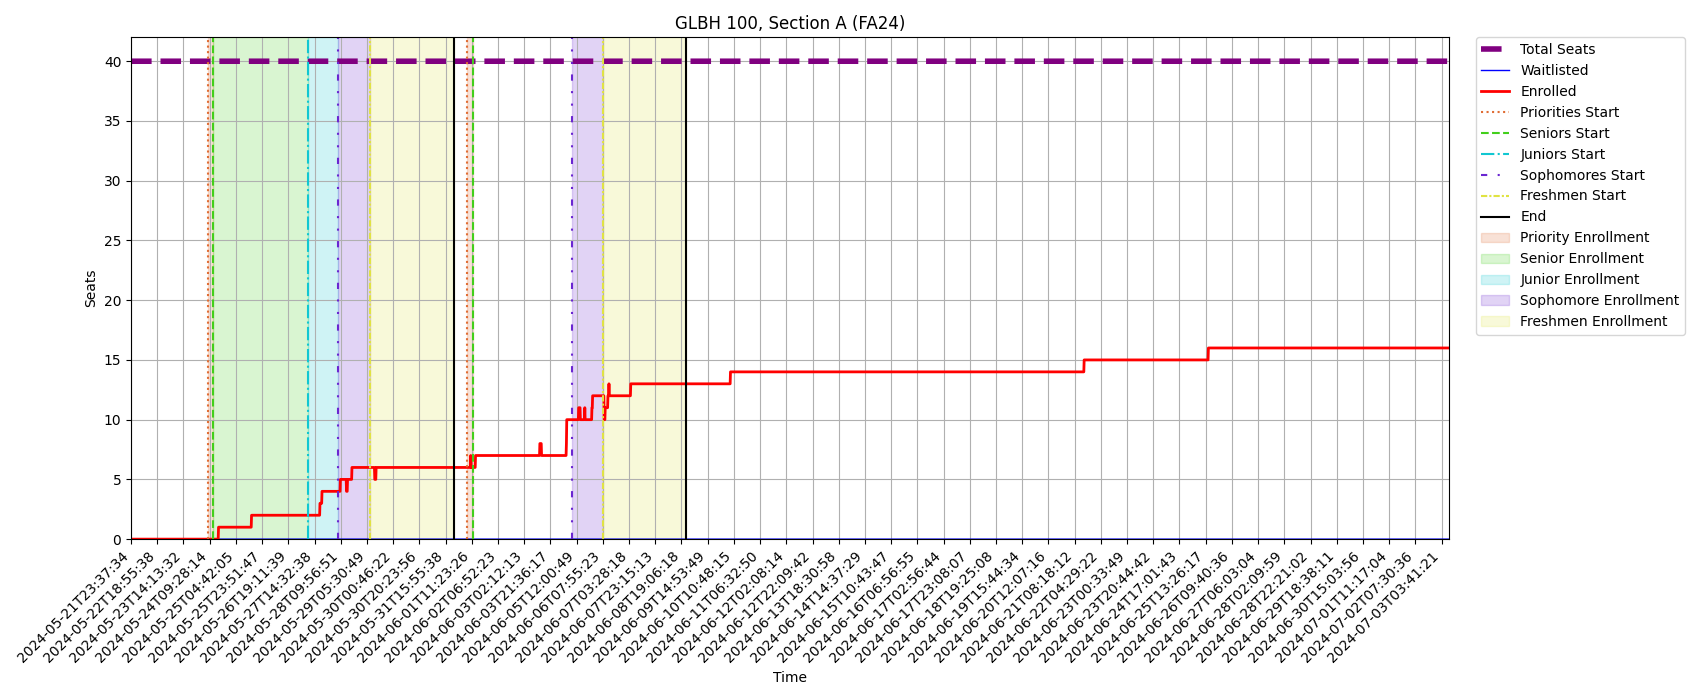 GLBH 100, Section A (FA24)
Total Seats
Waitlisted
Enrolled
Priorities Start
Seniors Start
Juniors Start
Sophomores Start
Freshmen Start
End
Priority Enrollment
Senior Enrollment
Junior Enrollment
Sophomore Enrollment
Freshmen Enrollment
Seats
40
35
30
25
20
15
10
5
0
2024-05-21T23:37:34
2024-05-22T18:55:38
2024-05-23T14:13:32
2024-05-24T09:28:14
2024-05-25T04:42:05
2024-05-25T23:51:47
2024-05-26T19:11:39
2024-05-27T14:32:38
2024-05-28T09:56:51
2024-05-29T05:30:49
2024-05-30T00:46:22
2024-05-30T20:23:56
2024-05-31T15:55:38
2024-06-01T11:23:26
2024-06-02T06:52:23
2024-06-03T02:12:13
2024-06-03T21:36:17
2024-06-05T12:00:49
2024-06-06T07:55:23
2024-06-07T03:28:18
2024-06-07T23:15:13
2024-06-08T19:06:18
2024-06-09T14:53:49
2024-06-10T10:48:15
2024-06-11T06:32:50
2024-06-12T02:08:14
2024-06-12T22:09:42
2024-06-13T18:30:58
2024-06-14T14:37:29
2024-06-15T10:43:47
2024-06-16T06:56:55
2024-06-17T02:56:44
2024-06-17T23:08:07
2024-06-18T19:25:08
2024-06-19T15:44:34
2024-06-20T12:07:16
2024-06-21T08:18:12
2024-06-22T04:29:22
2024-06-23T00:33:49
2024-06-23T20:44:42
2024-06-24T17:01:43
2024-06-25T13:26:17
2024-06-26T09:40:36
2024-06-27T06:03:04
2024-06-28T02:09:59
2024-06-28T22:21:02
2024-06-29T18:38:11
2024-06-30T15:03:56
2024-07-01T11:17:04
2024-07-02T07:30:36
2024-07-03T03:41:21
Time